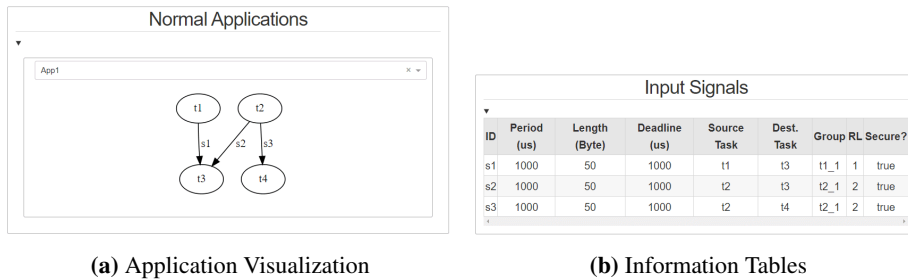 Normal Applications
▼
App1 × ▾
t1 t2
s1 s2 s3
t3 t4
(a) Application Visualization
Input Signals
▼
ID Period (us) Length (Byte) Deadline (us) Source Task Dest. Task Group RL Secure?
s1 1000 50 1000 t1 t3 t1_1 1 true
s2 1000 50 1000 t2 t3 t2_1 2 true
s3 1000 50 1000 t2 t4 t2_1 2 true
(b) Information Tables